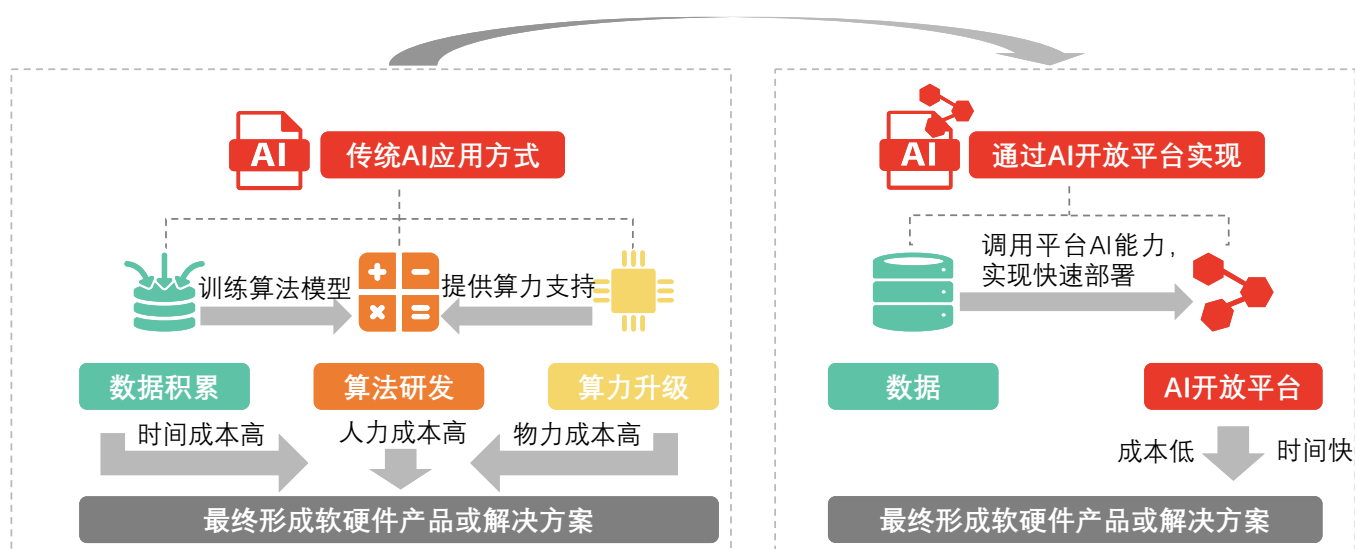 AI
传统AI应用方式
训练算法模型
提供算力支持
数据积累
算法研发
算力升级
时间成本高
人力成本高
物力成本高
最终形成软硬件产品或解决方案
AI
通过AI开放平台实现
调用平台AI能力，
实现快速部署
数据
AI开放平台
成本低
时间快
最终形成软硬件产品或解决方案